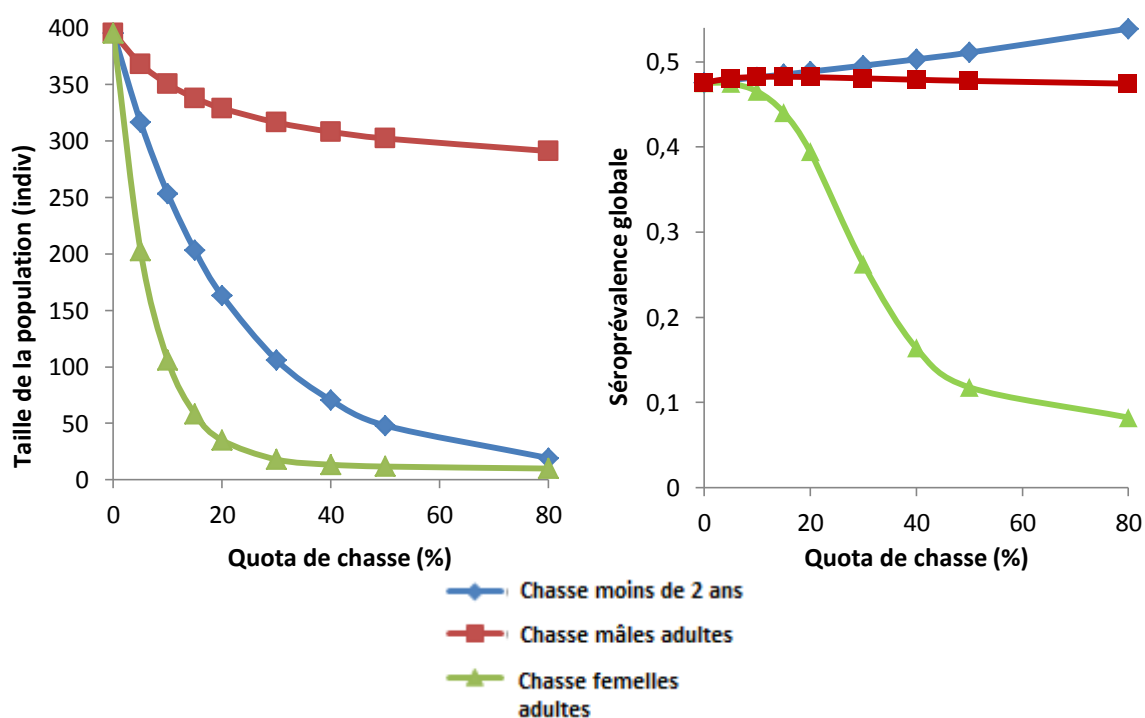 Taille de la population (indiv)
400
350
300
250
200
150
100
50
0
0 20 40 60 80
Quota de chasse (%)
Séroprévalence globale
0,5
0,4
0,3
0,2
0,1
0
0 20 40 60 80
Quota de chasse (%)
Chasse moins de 2 ans
Chasse mâles adultes
Chasse femelles
adultes